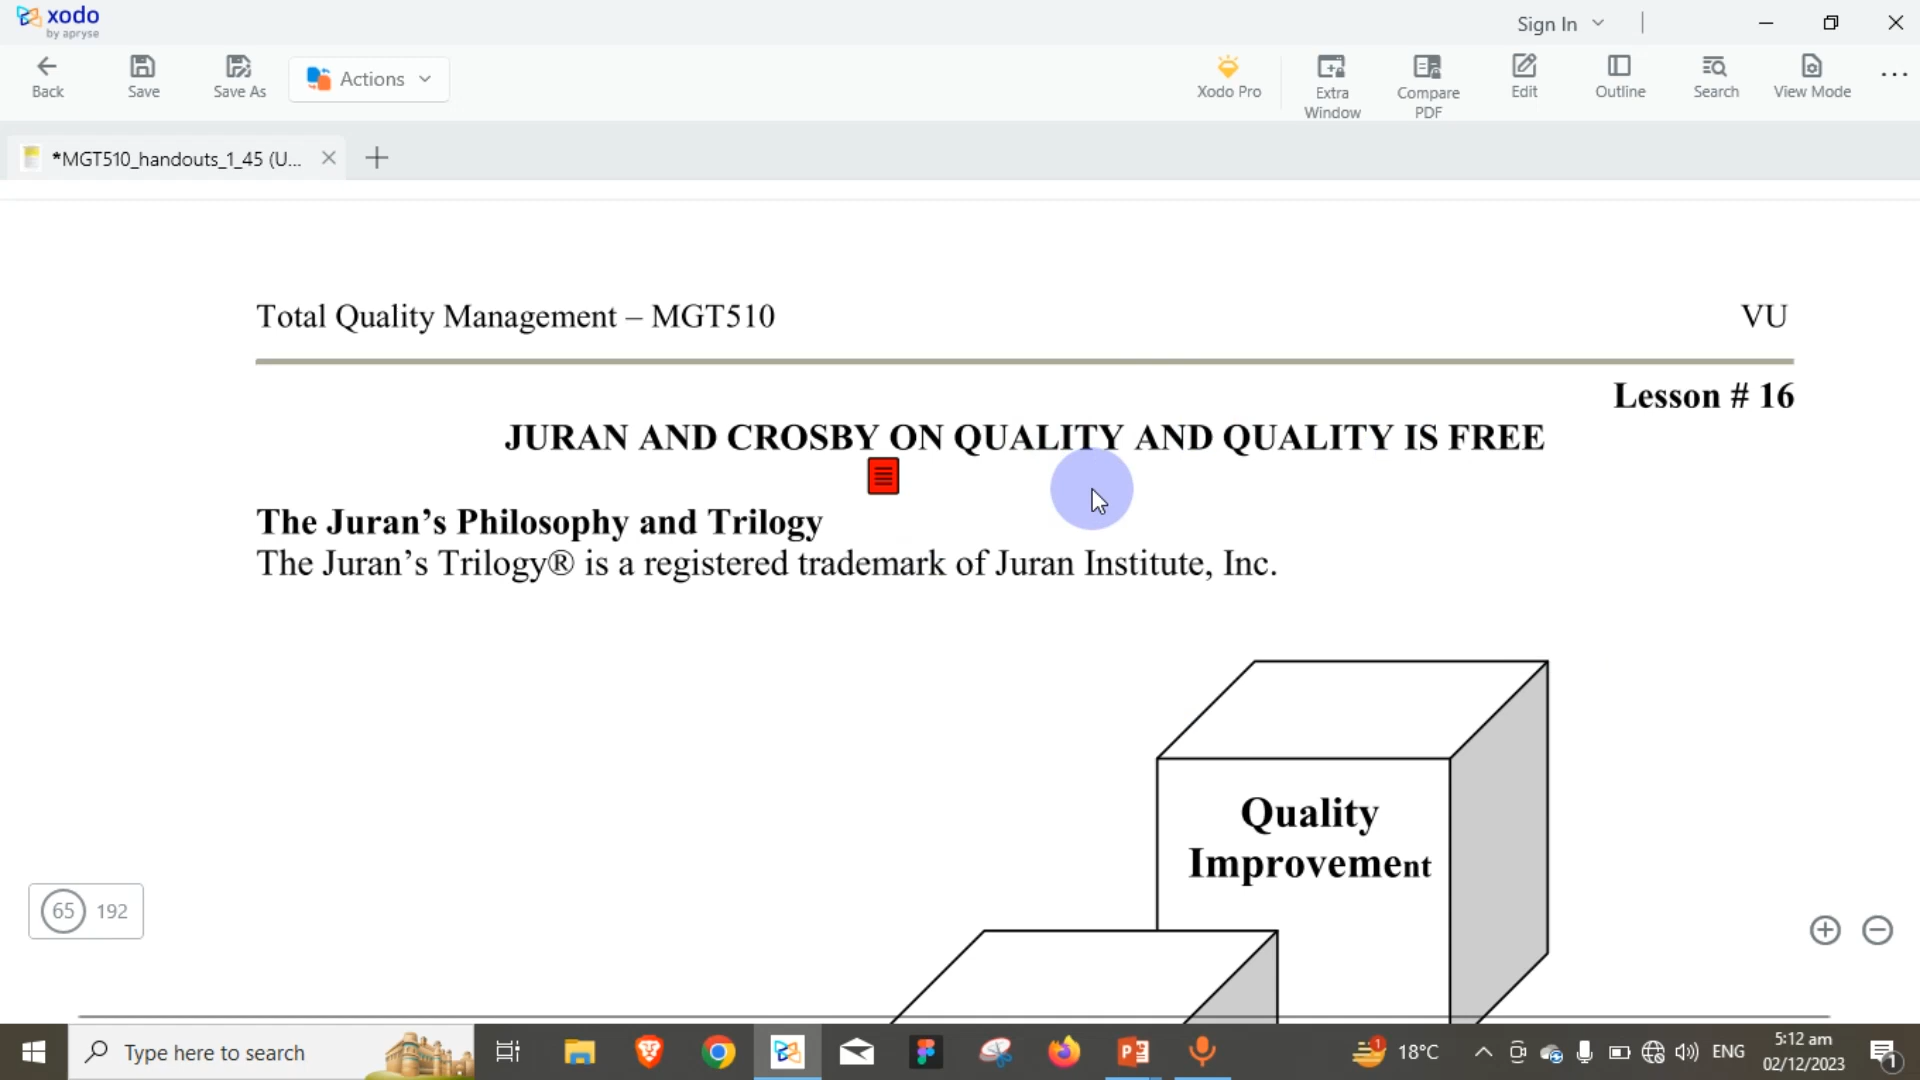 xodo
by apryse
Sign In
Back
Save
Save As
Actions
Xodo Pro
Extra
Window
Compare
PDF
Edit
Outline
Search
View Mode
*MGT510_handouts_1_45 (U...
Total Quality Management – MGT510 VU
Lesson # 16
JURAN AND CROSBY ON QUALITY AND QUALITY IS FREE
The Juran’s Philosophy and Trilogy
The Juran’s Trilogy® is a registered trademark of Juran Institute, Inc.
Quality
Improvement
65 192
Type here to search
1
18°C
ENG
5:12 am
02/12/2023
1